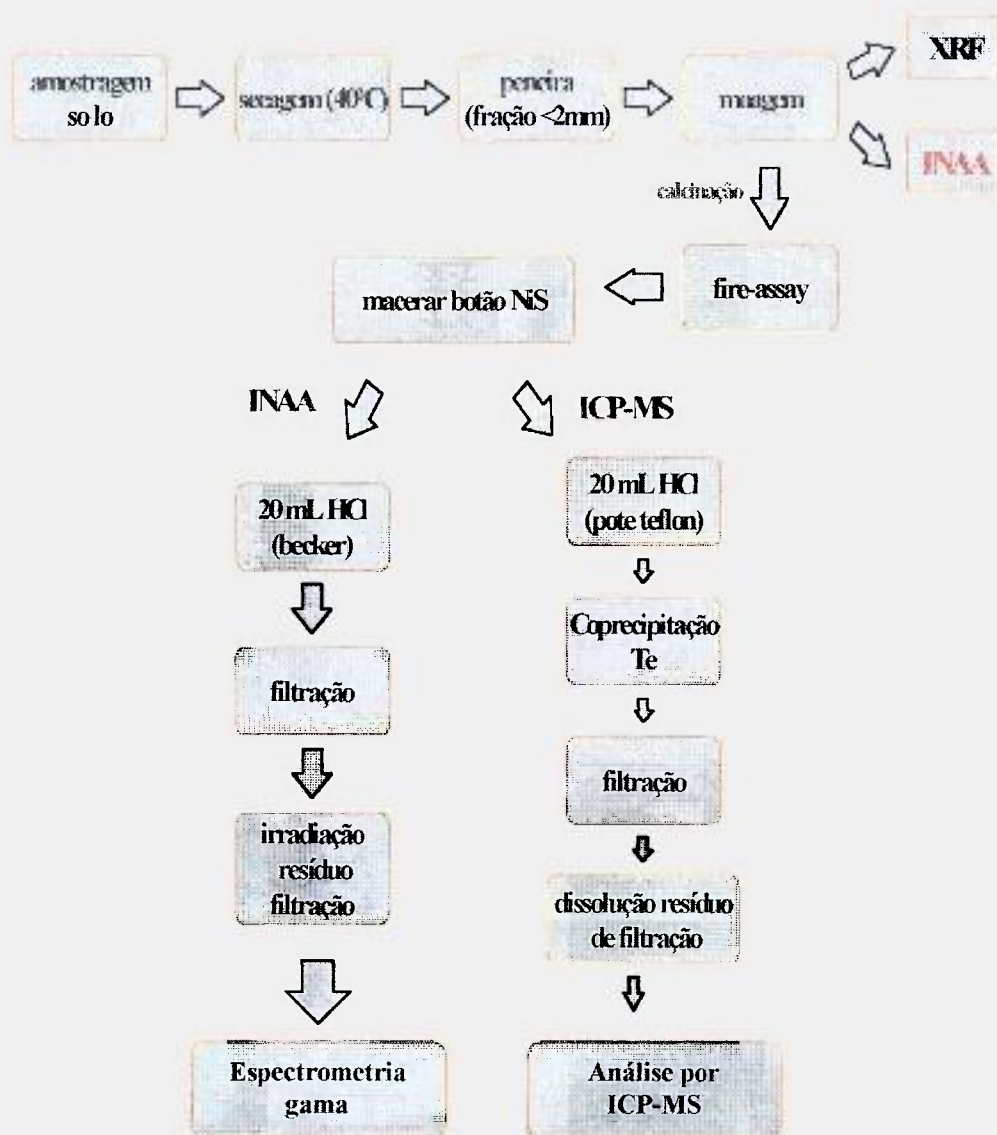 amostragem
solo
secagem (40ºC)
peneira
(fração <2mm)
moagem
XRF
INAA
calcinação
fire-assay
macerar botão NiS
INAA
ICP-MS
20 mL HCl
(becker)
filtração
irradiação
resíduo
filtração
Espectrometria
gama
20 mL HCl
(pote teflon)
Coprecipitação
Te
filtração
dissolução resíduo
de filtração
Análise por
ICP-MS